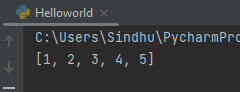 Helloworld
C:\Users\Sindhu\PycharmPro
[1, 2, 3, 4, 5]